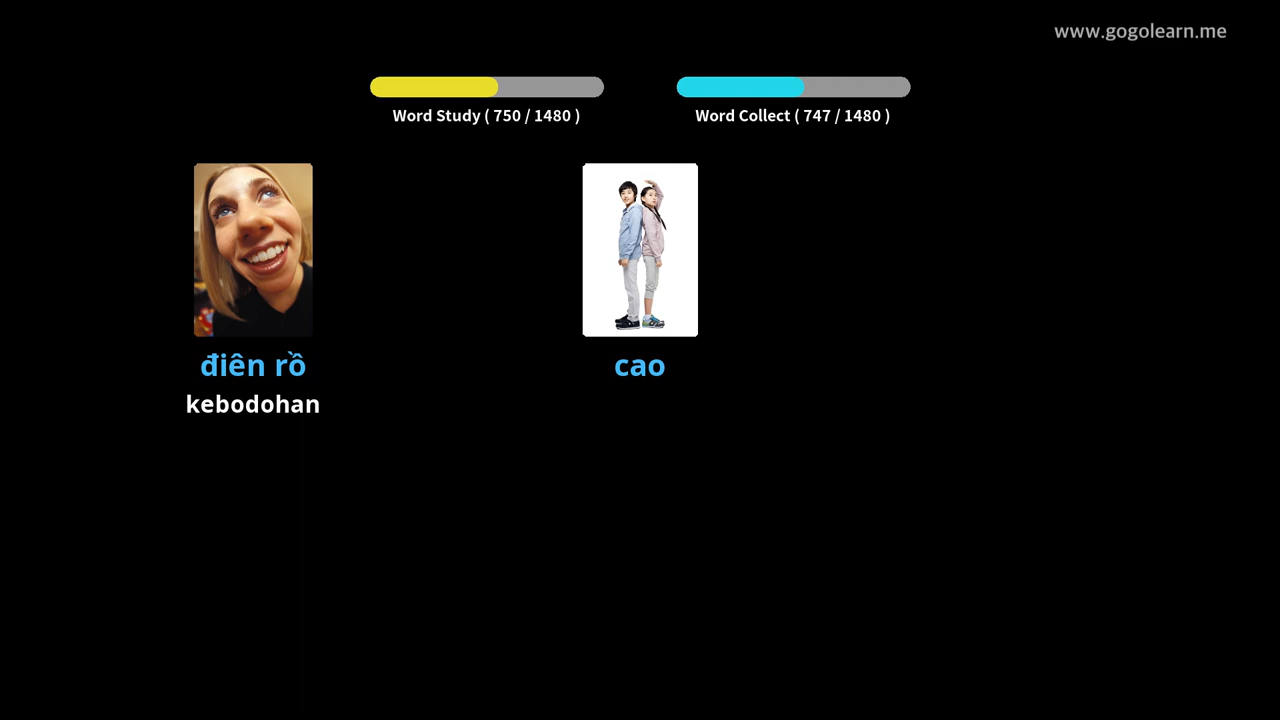 www.gogolearn.me
Word Study ( 750 / 1480 )
Word Collect ( 747 / 1480 )
điên rồ
cao
kebodohan